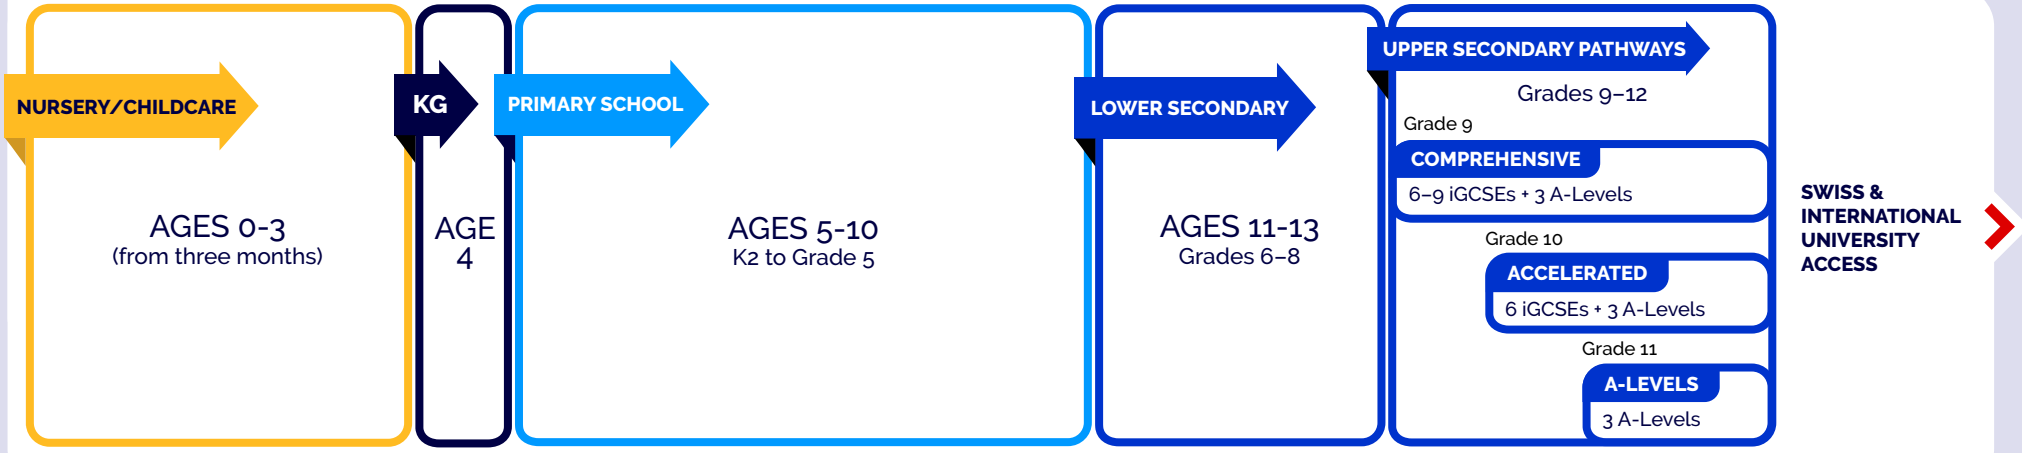 NURSERY/CHILDCARE
AGES 0-3
(from three months)
KG
AGE
4
PRIMARY SCHOOL
AGES 5-10
K2 to Grade 5
LOWER SECONDARY
AGES 11-13
Grades 6–8
UPPER SECONDARY PATHWAYS
Grades 9–12
Grade 9
COMPREHENSIVE
6–9 iGCSEs + 3 A-Levels
Grade 10
ACCELERATED
6 iGCSEs + 3 A-Levels
Grade 11
A-LEVELS
3 A-Levels
SWISS &
INTERNATIONAL
UNIVERSITY
ACCESS